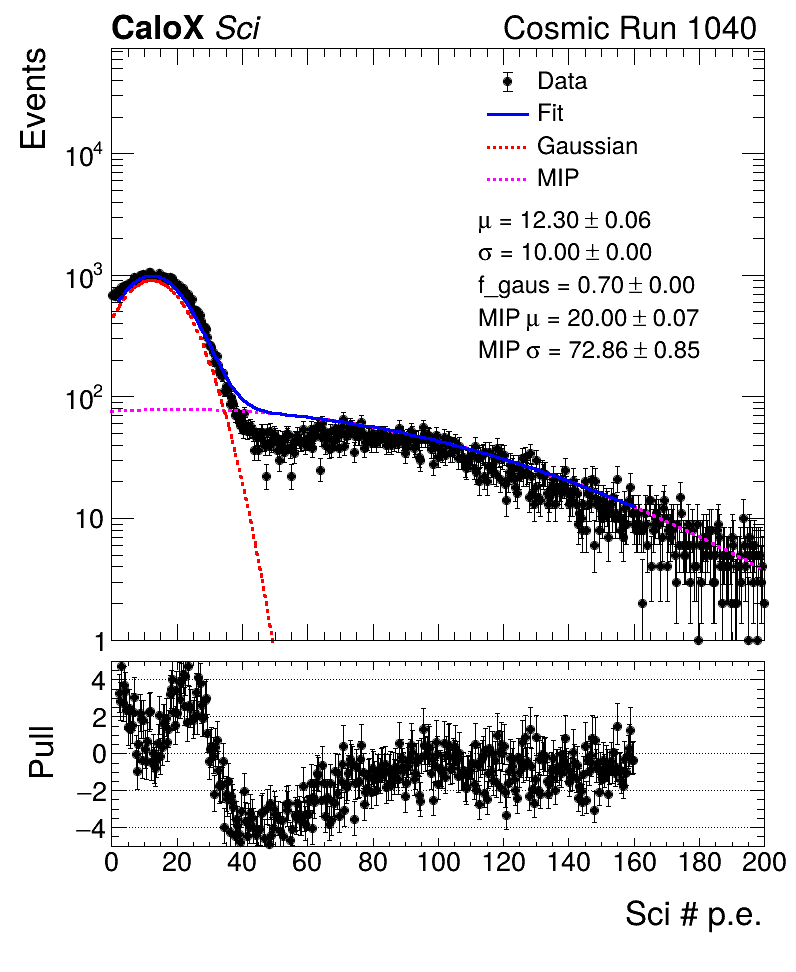 CaloX Sci
Cosmic Run 1040
Events
Data
Fit
Gaussian
MIP
μ = 12.30 ± 0.06
σ = 10.00 ± 0.00
f_gaus = 0.70 ± 0.00
MIP μ = 20.00 ± 0.07
MIP σ = 72.86 ± 0.85
10⁴
10³
10²
10
1
Pull
4
2
0
−2
−4
0 20 40 60 80 100 120 140 160 180 200
Sci # p.e.